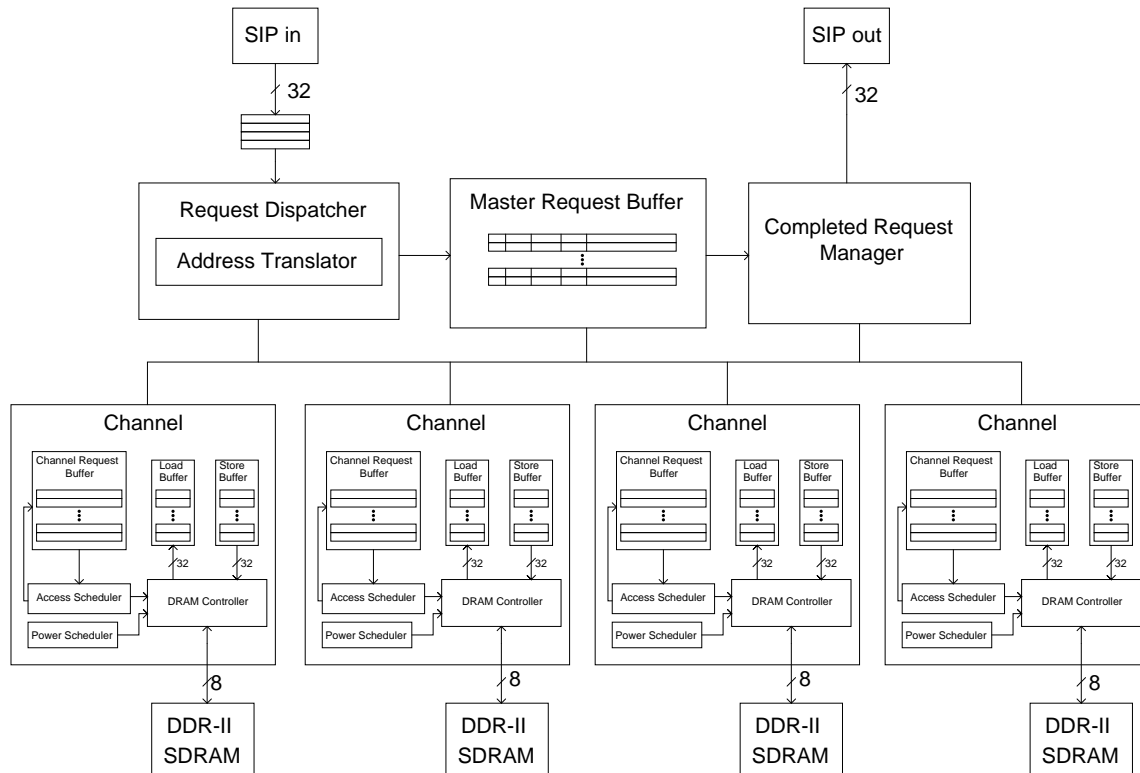 SIP in
SIP out
32
32
Request Dispatcher
Address Translator
Master Request Buffer
Completed Request
Manager
Channel
Channel Request
Buffer
Load
Buffer
Store
Buffer
32
32
Access Scheduler
DRAM Controller
Power Scheduler
8
DDR-II
SDRAM
Channel
Channel Request
Buffer
Load
Buffer
Store
Buffer
32
32
Access Scheduler
DRAM Controller
Power Scheduler
8
DDR-II
SDRAM
Channel
Channel Request
Buffer
Load
Buffer
Store
Buffer
32
32
Access Scheduler
DRAM Controller
Power Scheduler
8
DDR-II
SDRAM
Channel
Channel Request
Buffer
Load
Buffer
Store
Buffer
32
32
Access Scheduler
DRAM Controller
Power Scheduler
8
DDR-II
SDRAM